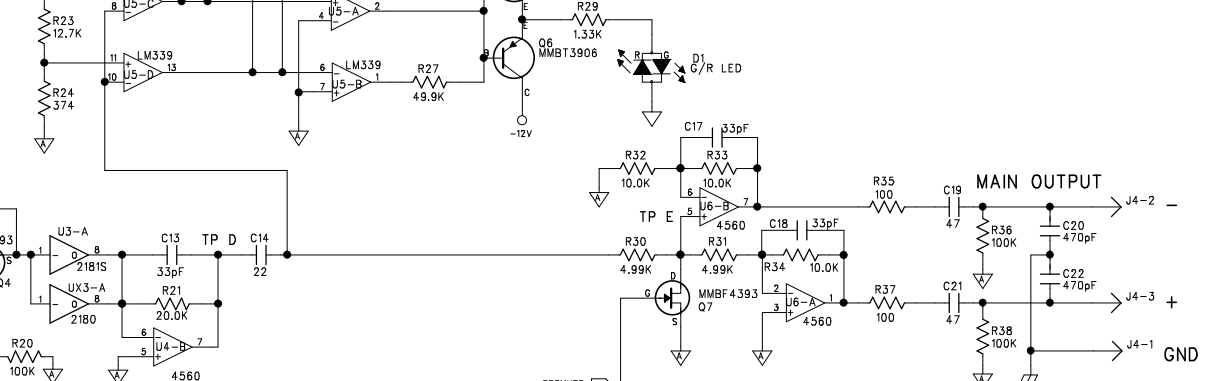 R23
12.7K
R24
374
A
8
U5-C
11
+
10
-
LM339
U5-D
13
4
-
+
U5-A
2
6
-
7
+
LM339
U5-B
1
A
R27
49.9K
E
E
B
Q6
MMBT3906
C
-12V
R29
1.33K
R
G
D1
G/R LED
C17
33pF
R32
10.0K
R33
10.0K
A
6
-
5
+
U6-B
7
4560
TP E
R35
100
C19
47
MAIN OUTPUT
J4-2
-
R36
100K
A
C20
470pF
C22
470pF
R30
4.99K
R31
4.99K
C18
33pF
R34
10.0K
2
-
3
+
U6-A
1
4560
A
D
G
S
MMBF4393
Q7
A
R37
100
C21
47
J4-3
+
R38
100K
A
J4-1
GND
S
Q4
93
U3-A
1
-
O
8
2181S
UX3-A
1
-
O
8
2180
C13
33pF
TP D
C14
22
R21
20.0K
6
-
5
+
U4-B
7
4560
A
R20
100K
A